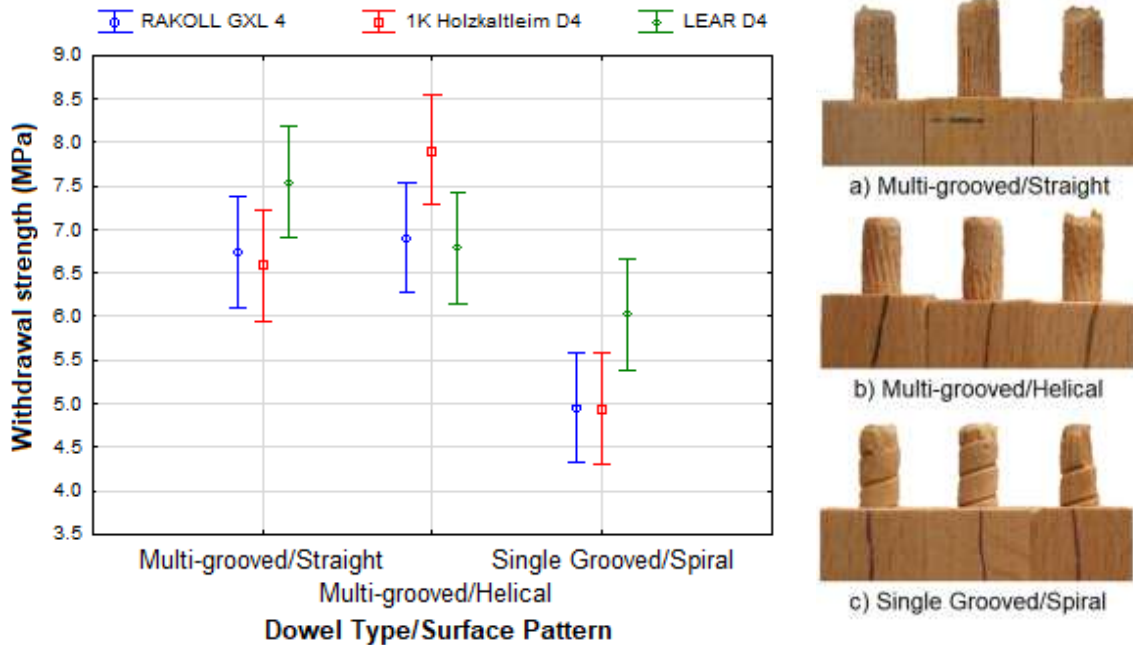 RAKOLL GXL 4 1K Holzkaltleim D4 LEAR D4
Withdrawal strength (MPa)
9.0
8.5
8.0
7.5
7.0
6.5
6.0
5.5
5.0
4.5
4.0
3.5
Multi-grooved/Straight Single Grooved/Spiral
Multi-grooved/Helical
Dowel Type/Surface Pattern
a) Multi-grooved/Straight
b) Multi-grooved/Helical
c) Single Grooved/Spiral